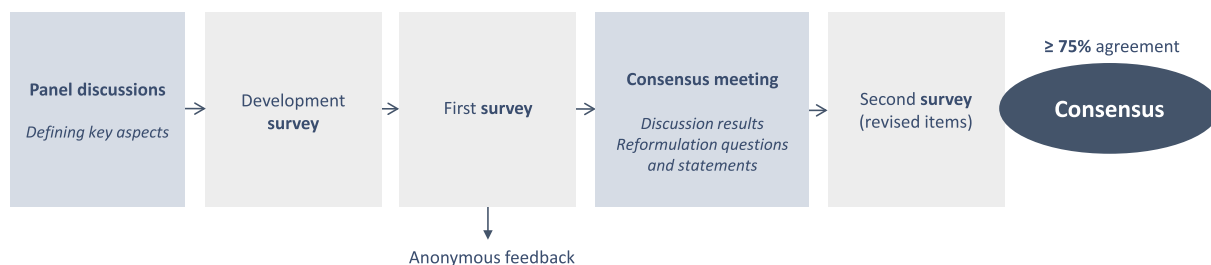 Panel discussions
Defining key aspects
Development
survey
First survey
Anonymous feedback
Consensus meeting
Discussion results
Reformulation questions
and statements
Second survey
(revised items)
≥ 75% agreement
Consensus